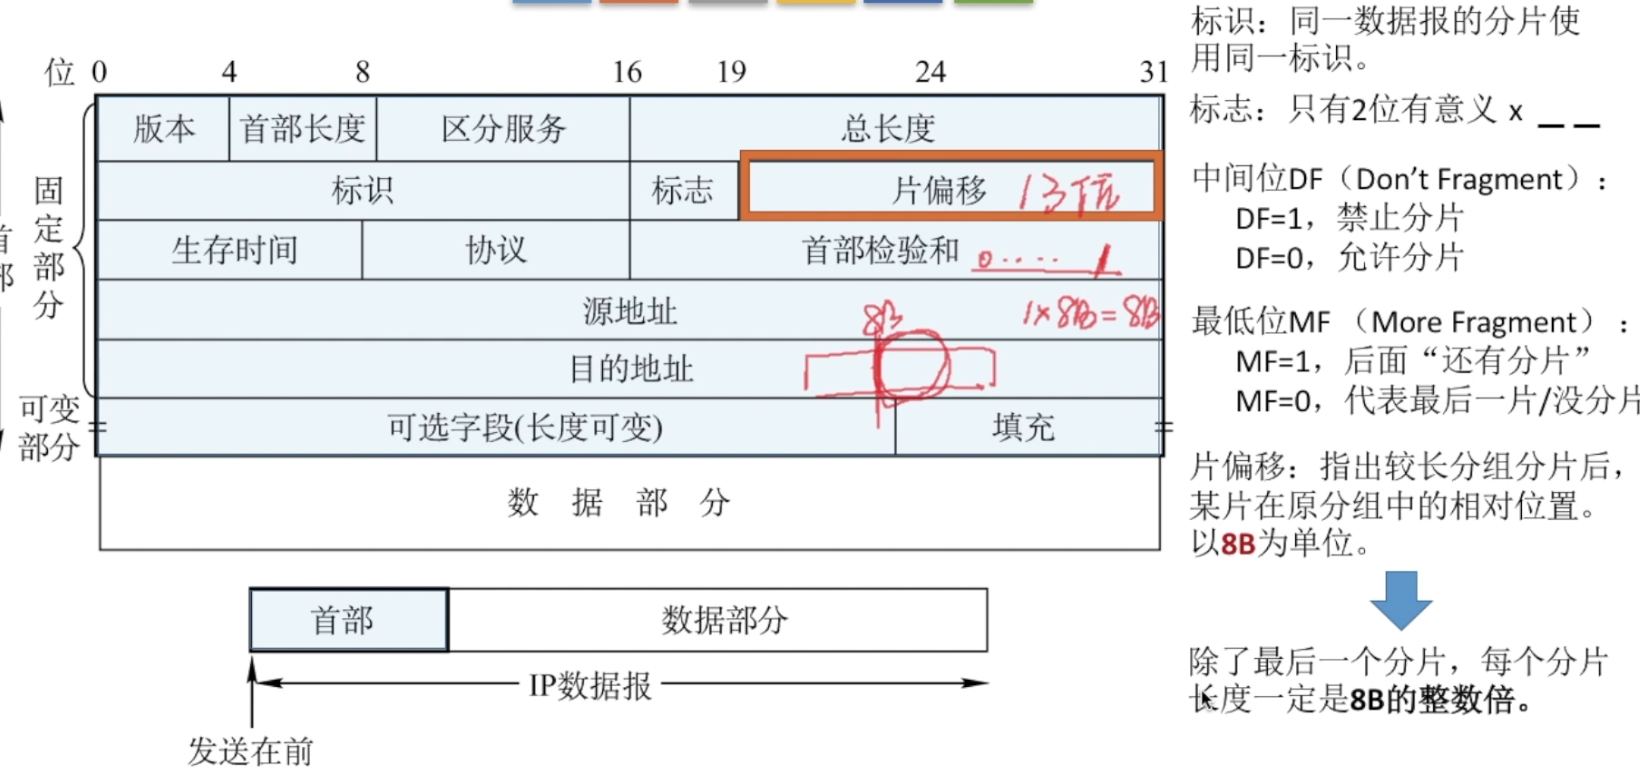 位 0 4 8 16 19 24 31
版本 首部长度 区分服务 总长度
标识 标志 片偏移 13位
生存时间 协议 首部检验和 0····1
源地址 1×8B=8B
8B
目的地址
可选字段(长度可变) 填充
数据部分
固定部分
首部
可变部分
首部 数据部分
IP数据报
发送在前
标识：同一数据报的分片使
用同一标识。
标志：只有2位有意义 x _ _
中间位DF（Don't Fragment）：
DF=1，禁止分片
DF=0，允许分片
最低位MF （More Fragment）：
MF=1，后面“还有分片”
MF=0，代表最后一片/没分片
片偏移：指出较长分组分片后，
某片在原分组中的相对位置。
以8B为单位。
除了最后一个分片，每个分片
长度一定是8B的整数倍。